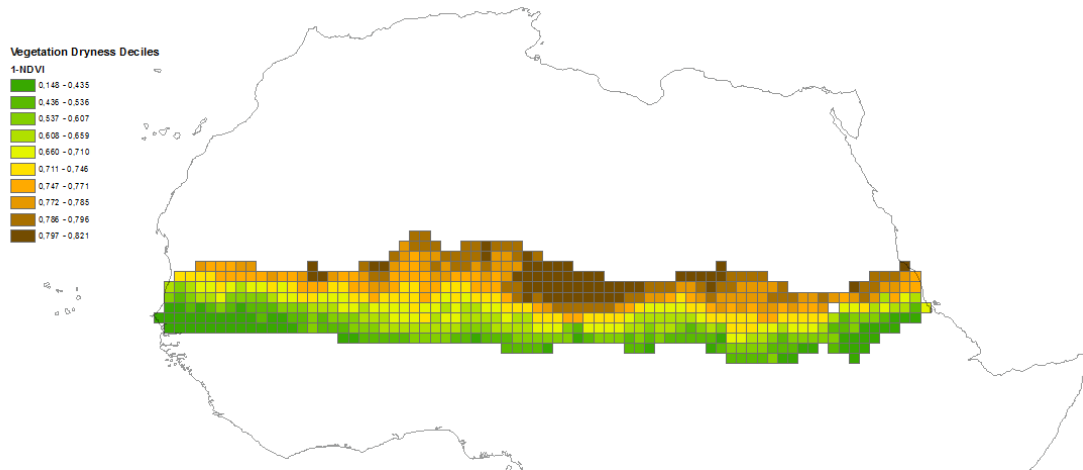 Vegetation Dryness Deciles
1-NDVI
0,148 - 0,435
0,436 - 0,536
0,537 - 0,607
0,608 - 0,659
0,660 - 0,710
0,711 - 0,746
0,747 - 0,771
0,772 - 0,785
0,786 - 0,796
0,797 - 0,821